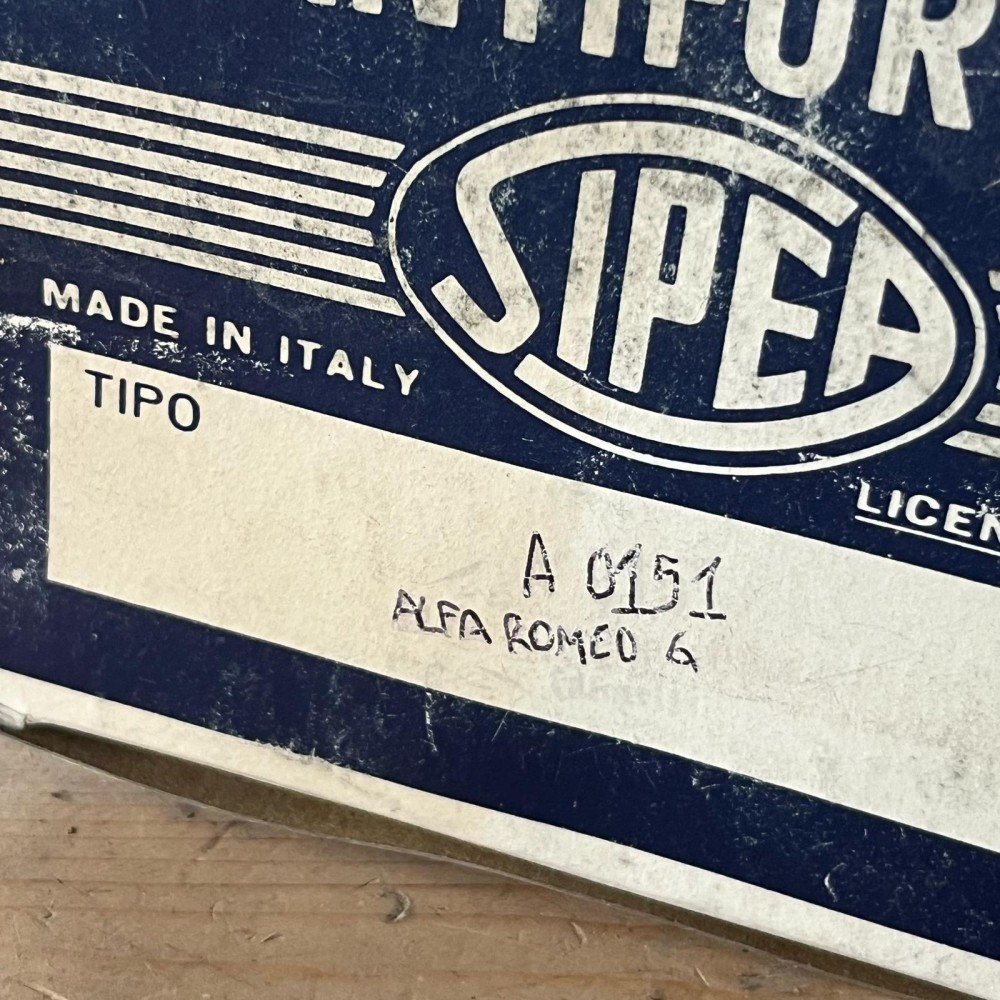 SIPEA
MADE IN ITALY
TIPO
A 0151
ALFA ROMEO 6